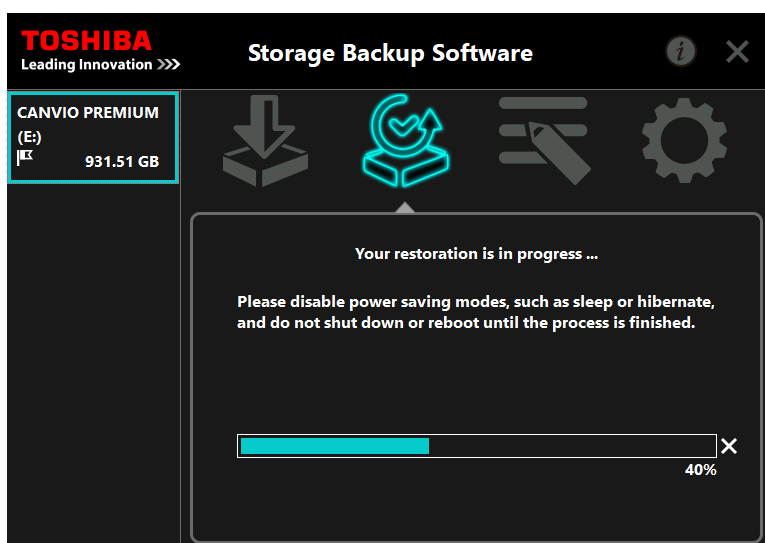 TOSHIBA
Leading Innovation >>>
Storage Backup Software
i
CANVIO PREMIUM
(E:)
931.51 GB
Your restoration is in progress ...
Please disable power saving modes, such as sleep or hibernate,
and do not shut down or reboot until the process is finished.
40%